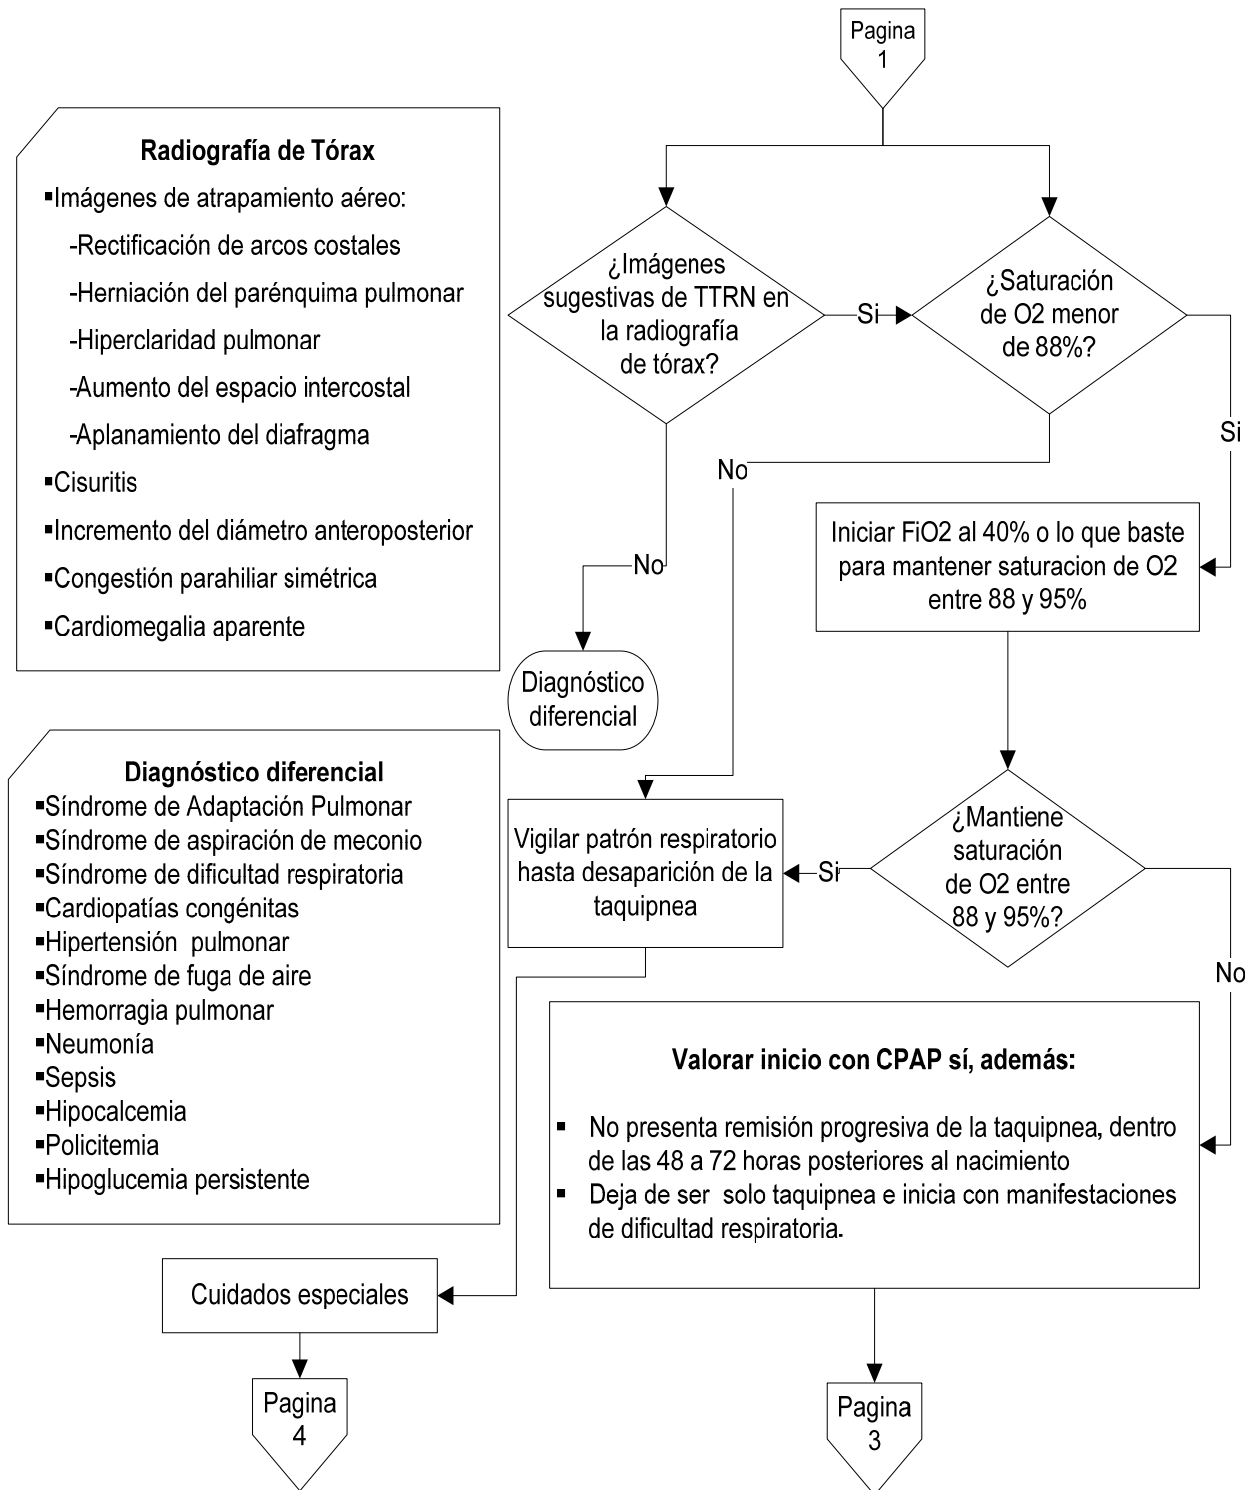 Pagina
1
Radiografía de Tórax
▪Imágenes de atrapamiento aéreo:
-Rectificación de arcos costales
-Herniación del parénquima pulmonar
-Hiperclaridad pulmonar
-Aumento del espacio intercostal
-Aplanamiento del diafragma
▪Cisuritis
▪Incremento del diámetro anteroposterior
▪Congestión parahiliar simétrica
▪Cardiomegalia aparente
¿Imágenes
sugestivas de TTRN en
la radiografía
de tórax?
Si
¿Saturación
de O2 menor
de 88%?
Si
No
No
Iniciar FiO2 al 40% o lo que baste
para mantener saturacion de O2
entre 88 y 95%
Diagnóstico
diferencial
Diagnóstico diferencial
▪Síndrome de Adaptación Pulmonar
▪Síndrome de aspiración de meconio
▪Síndrome de dificultad respiratoria
▪Cardiopatías congénitas
▪Hipertensión pulmonar
▪Síndrome de fuga de aire
▪Hemorragia pulmonar
▪Neumonía
▪Sepsis
▪Hipocalcemia
▪Policitemia
▪Hipoglucemia persistente
Vigilar patrón respiratorio
hasta desaparición de la
taquipnea
Si
¿Mantiene
saturación
de O2 entre
88 y 95%?
No
Valorar inicio con CPAP sí, además:
▪ No presenta remisión progresiva de la taquipnea, dentro
de las 48 a 72 horas posteriores al nacimiento
▪ Deja de ser solo taquipnea e inicia con manifestaciones
de dificultad respiratoria.
Cuidados especiales
Pagina
4
Pagina
3